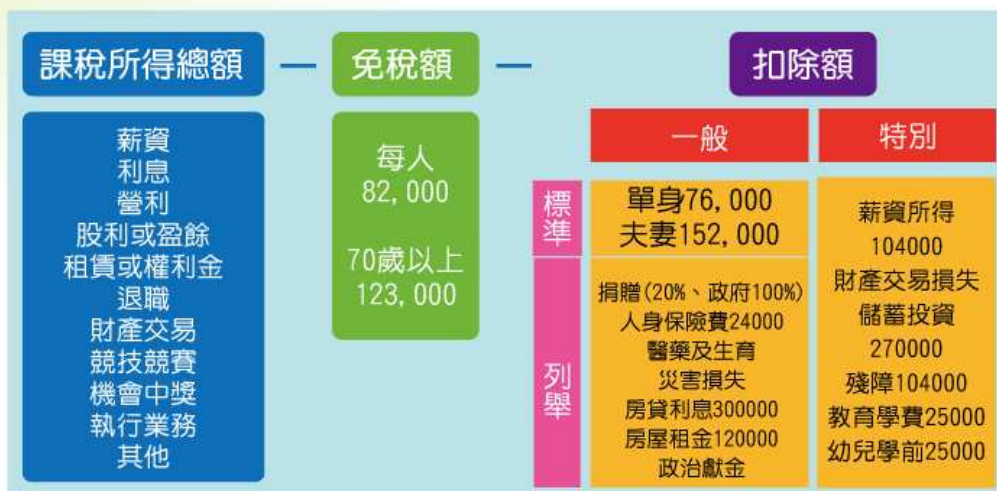 課稅所得總額 — 免稅額 — 扣除額
薪資
利息
營利
股利或盈餘
租賃或權利金
退職
財產交易
競技競賽
機會中獎
執行業務
其他
每人
82,000
70歲以上
123,000
一般
標準
單身76,000
夫妻152,000
列舉
捐贈(20%、政府100%)
人身保險費24000
醫藥及生育
災害損失
房貸利息300000
房屋租金120000
政治獻金
特別
薪資所得
104000
財產交易損失
儲蓄投資
270000
殘障104000
教育學費25000
幼兒學前25000